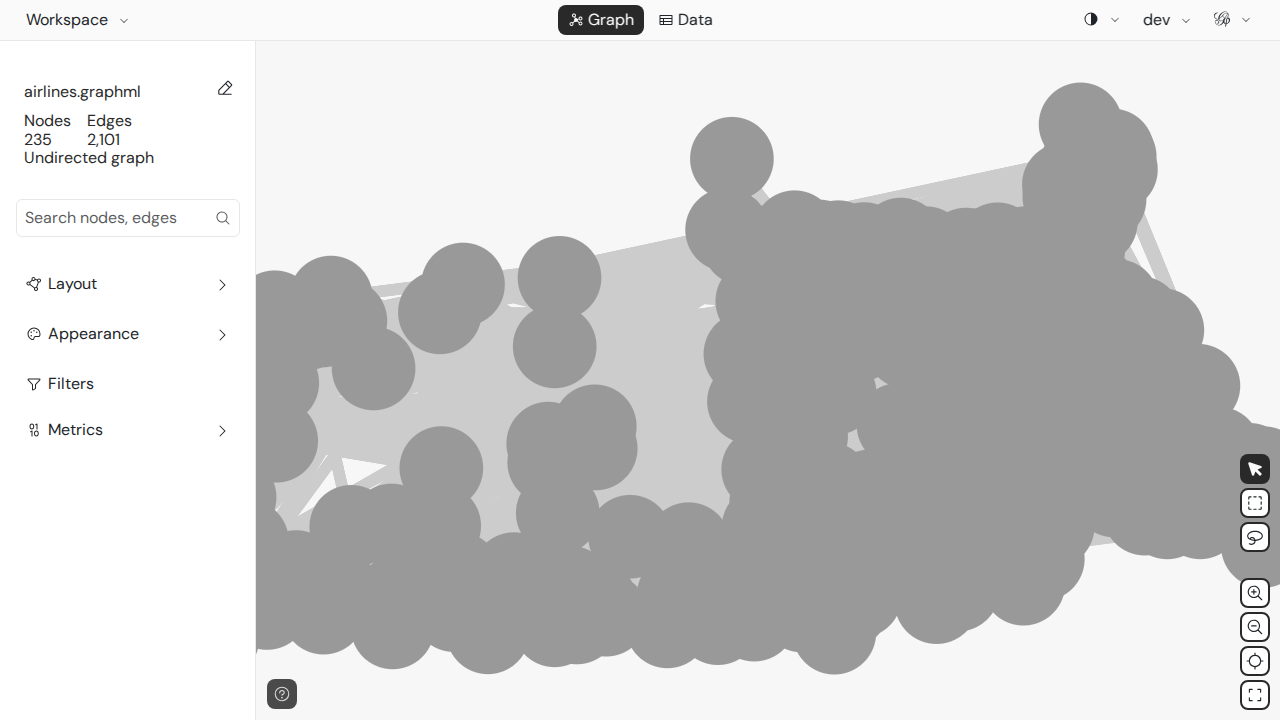 Workspace
Graph
Data
dev
airlines.graphml
Nodes Edges
235 2,101
Undirected graph
Search nodes, edges
Layout
Appearance
Filters
Metrics